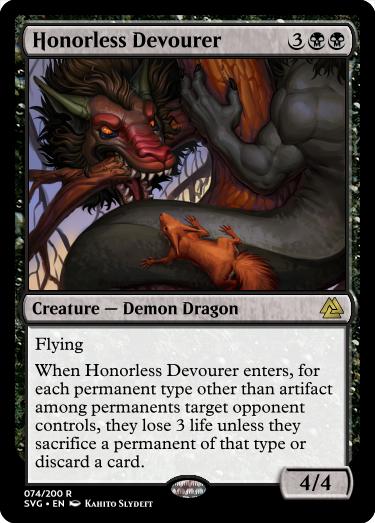 Honorless Devourer 3
Creature — Demon Dragon
Flying
When Honorless Devourer enters, for
each permanent type other than artifact
among permanents target opponent
controls, they lose 3 life unless they
sacrifice a permanent of that type or
discard a card.
4/4
074/200 R
SVG • EN Kahito Slydeft